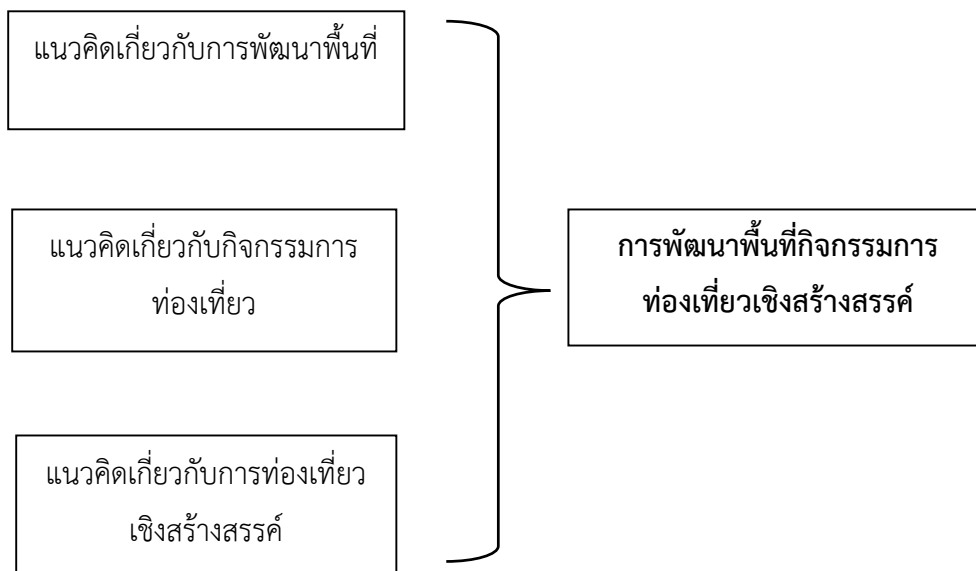 แนวคิดเกี่ยวกับการพัฒนาพื้นที่
แนวคิดเกี่ยวกับกิจกรรมการ
ท่องเที่ยว
แนวคิดเกี่ยวกับการท่องเที่ยว
เชิงสร้างสรรค์
การพัฒนาพื้นที่กิจกรรมการ
ท่องเที่ยวเชิงสร้างสรรค์